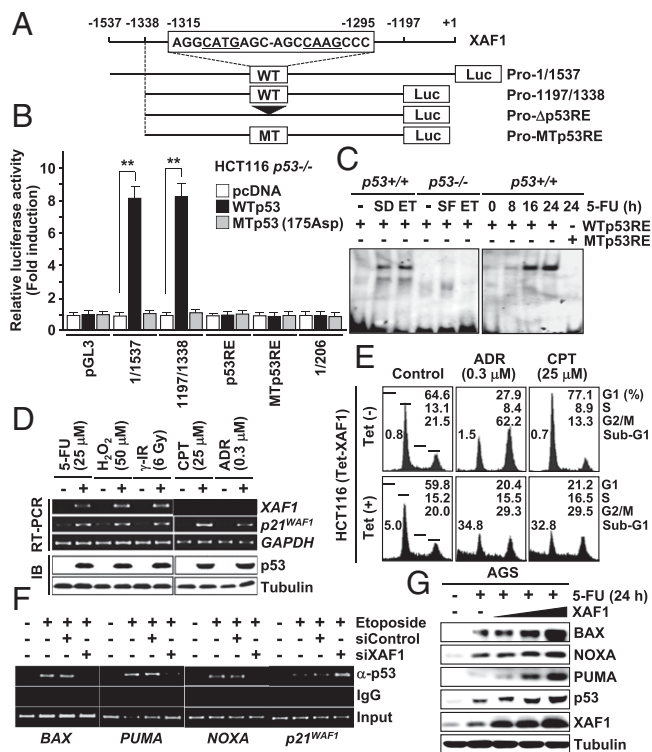 A
-1537 -1338 -1315 -1295 -1197 +1
AGGCATGAGC-AGCCAAGCCC
XAF1
WT Luc Pro-1/1537
WT Luc Pro-1197/1338
Luc Pro-Δp53RE
MT Luc Pro-MTp53RE
B
Relative luciferase activity
(Fold induction)
10
8
6
4
2
1
0
** **
HCT116 p53-/-
pcDNA
WTp53
MTp53 (175Asp)
pGL3
1/1537
1197/1338
p53RE
MTp53RE
1/206
C
p53+/+ p53-/- p53+/+
- SD ET - SF ET 0 8 16 24 24 5-FU (h)
+ + + + + + + + + + - WTp53RE
+ MTp53RE
D
5-FU (25 μM)
H2O2 (50 μM)
γ-IR (6 Gy)
CPT (25 μM)
ADR (0.3 μM)
- + - + - + - + - +
RT-PCR
XAF1
p21WAF1
GAPDH
IB
p53
Tubulin
E
Control ADR (0.3 μM) CPT (25 μM)
HCT116 (Tet-XAF1)
Tet (-)
64.6 27.9 77.1 G1 (%)
13.1 8.4 8.9 S
21.5 62.2 13.3 G2/M
0.8 1.5 0.7 Sub-G1
Tet (+)
59.8 20.4 21.2 G1
15.2 15.5 16.5 S
20.0 29.3 29.5 G2/M
5.0 34.8 32.8 Sub-G1
F
- + + + - + + + - + + + - + + + Etoposide
- - + - - - + - - - + - - - + - siControl
- - - + - - - + - - - + - - - + siXAF1
α-p53
IgG
Input
BAX PUMA NOXA p21WAF1
G
AGS
- + + + + 5-FU (24 h)
- - XAF1
BAX
NOXA
PUMA
p53
XAF1
Tubulin